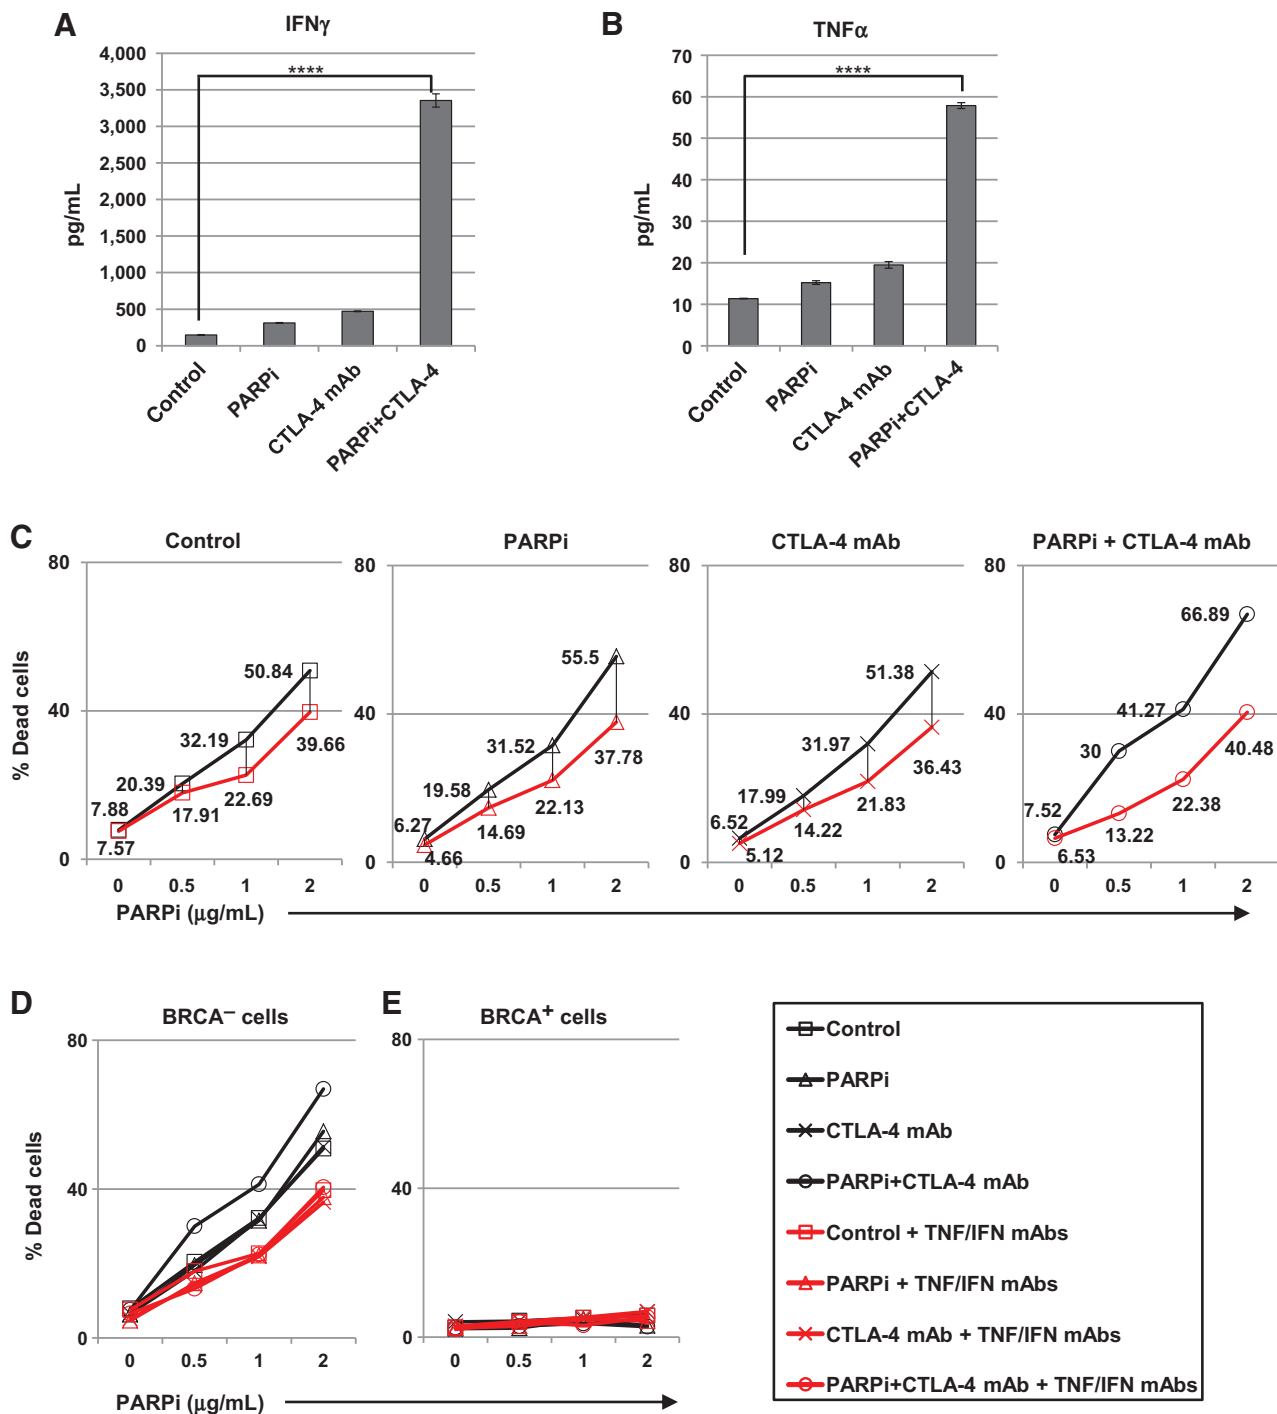 A
IFNγ
4,000
3,500
3,000
2,500
2,000
1,500
1,000
500
0
pg/mL
****
Control
PARPi
CTLA-4 mAb
PARPi+CTLA-4
B
TNFα
70
60
50
40
30
20
10
0
pg/mL
****
Control
PARPi
CTLA-4 mAb
PARPi+CTLA-4
C
% Dead cells
Control
80
40
0
7.88
20.39
32.19
50.84
7.57
17.91
22.69
39.66
0 0.5 1 2
PARPi
80
40
0
6.27
19.58
31.52
55.5
4.66
14.69
22.13
37.78
0 0.5 1 2
CTLA-4 mAb
80
40
0
6.52
17.99
31.97
51.38
5.12
14.22
21.83
36.43
0 0.5 1 2
PARPi + CTLA-4 mAb
80
40
0
7.52
30
41.27
66.89
6.53
13.22
22.38
40.48
0 0.5 1 2
PARPi (μg/mL)
D
BRCA− cells
80
40
0
% Dead cells
0 0.5 1 2
E
BRCA+ cells
80
40
0
0 0.5 1 2
PARPi (μg/mL)
Control
PARPi
CTLA-4 mAb
PARPi+CTLA-4 mAb
Control + TNF/IFN mAbs
PARPi + TNF/IFN mAbs
CTLA-4 mAb + TNF/IFN mAbs
PARPi+CTLA-4 mAb + TNF/IFN mAbs